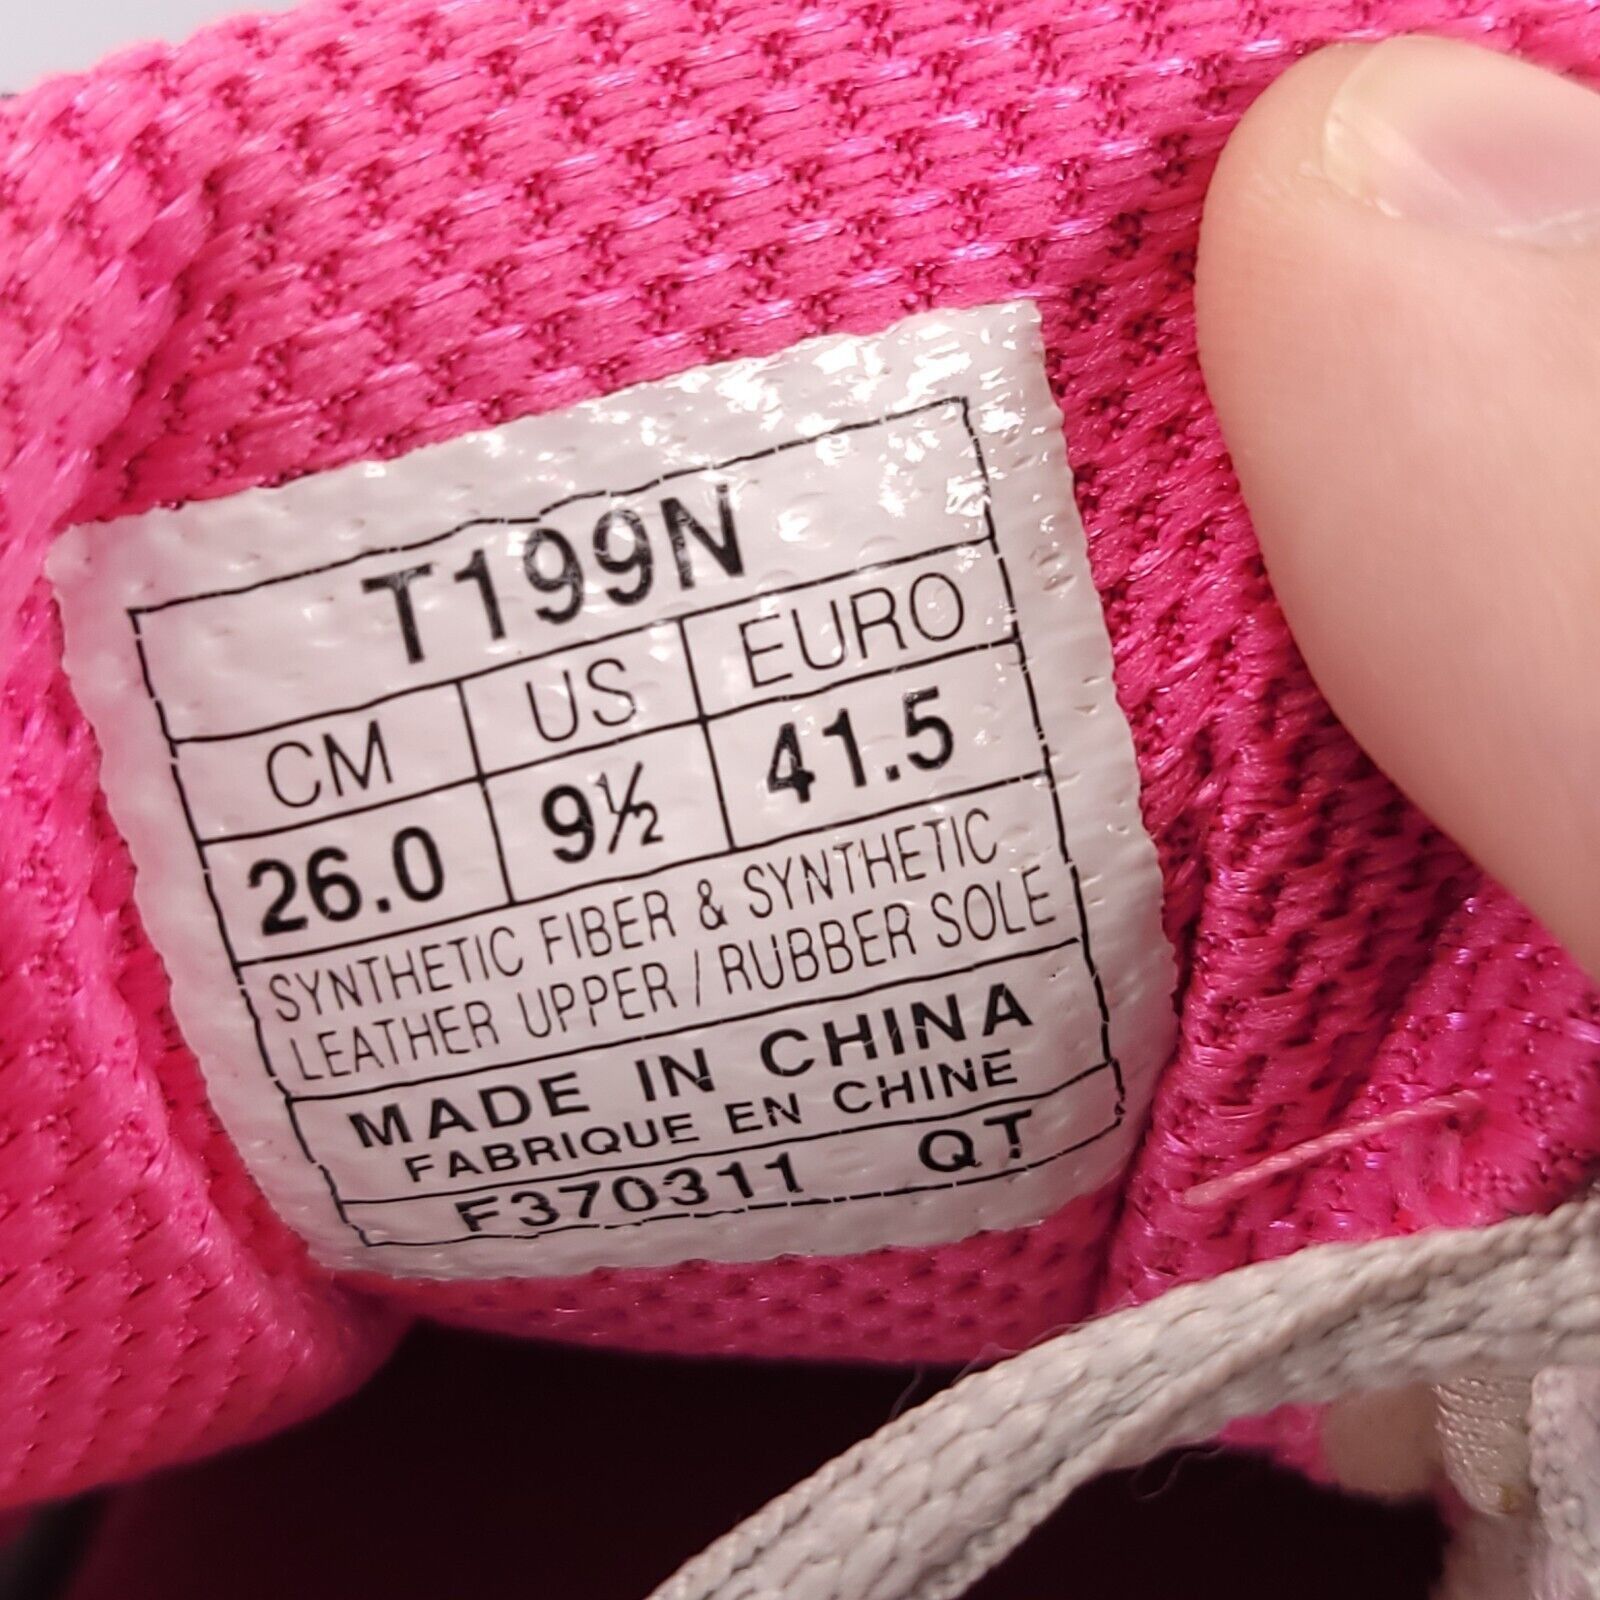 T199N
CM US EURO
26.0 9½ 41.5
SYNTHETIC FIBER & SYNTHETIC
LEATHER UPPER / RUBBER SOLE
MADE IN CHINA
FABRIQUE EN CHINE
F370311 QT